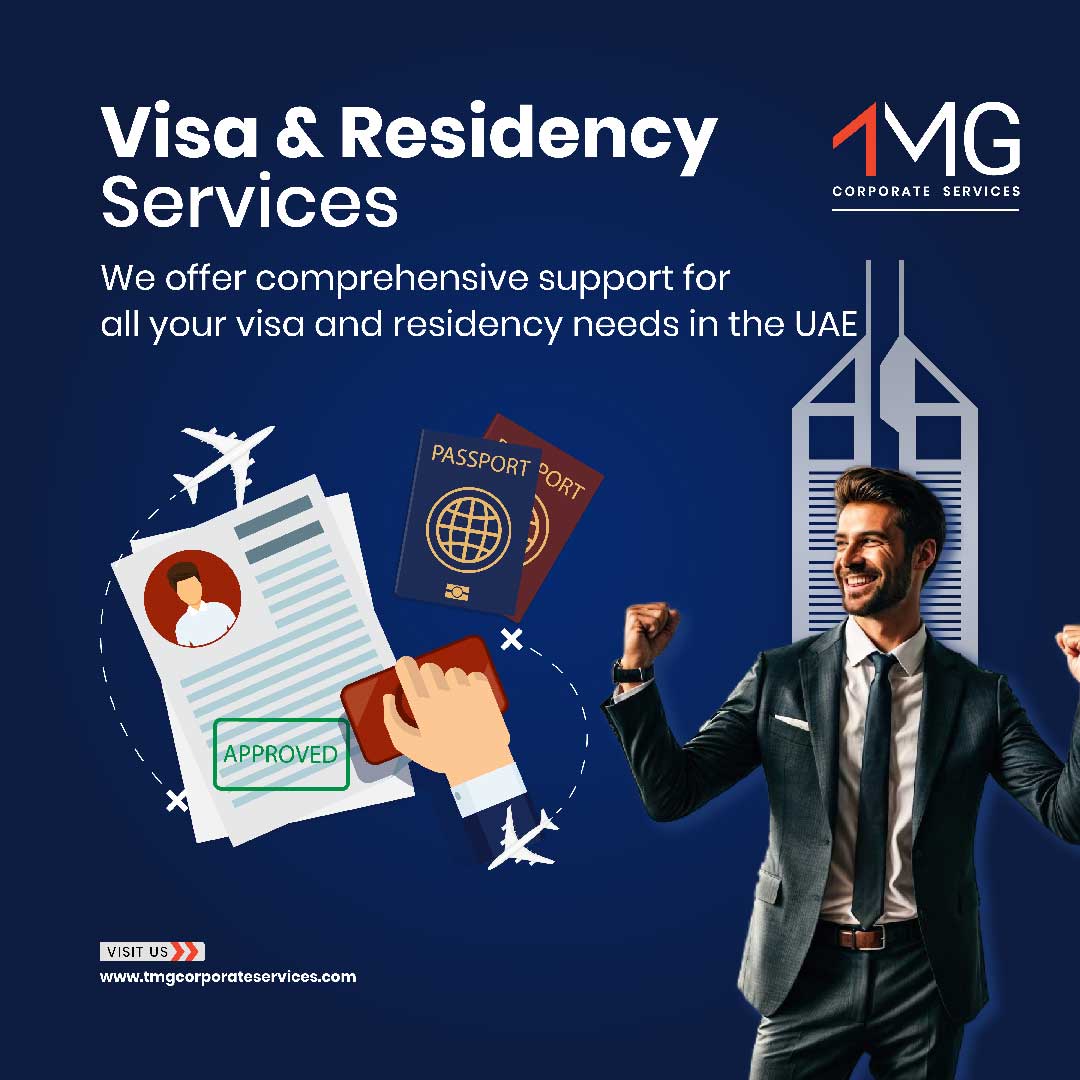 Visa & Residency
Services
We offer comprehensive support for
all your visa and residency needs in the UAE
TMG
CORPORATE SERVICES
PASSPORT
PORT
APPROVED
VISIT US
www.tmgcorporateservices.com